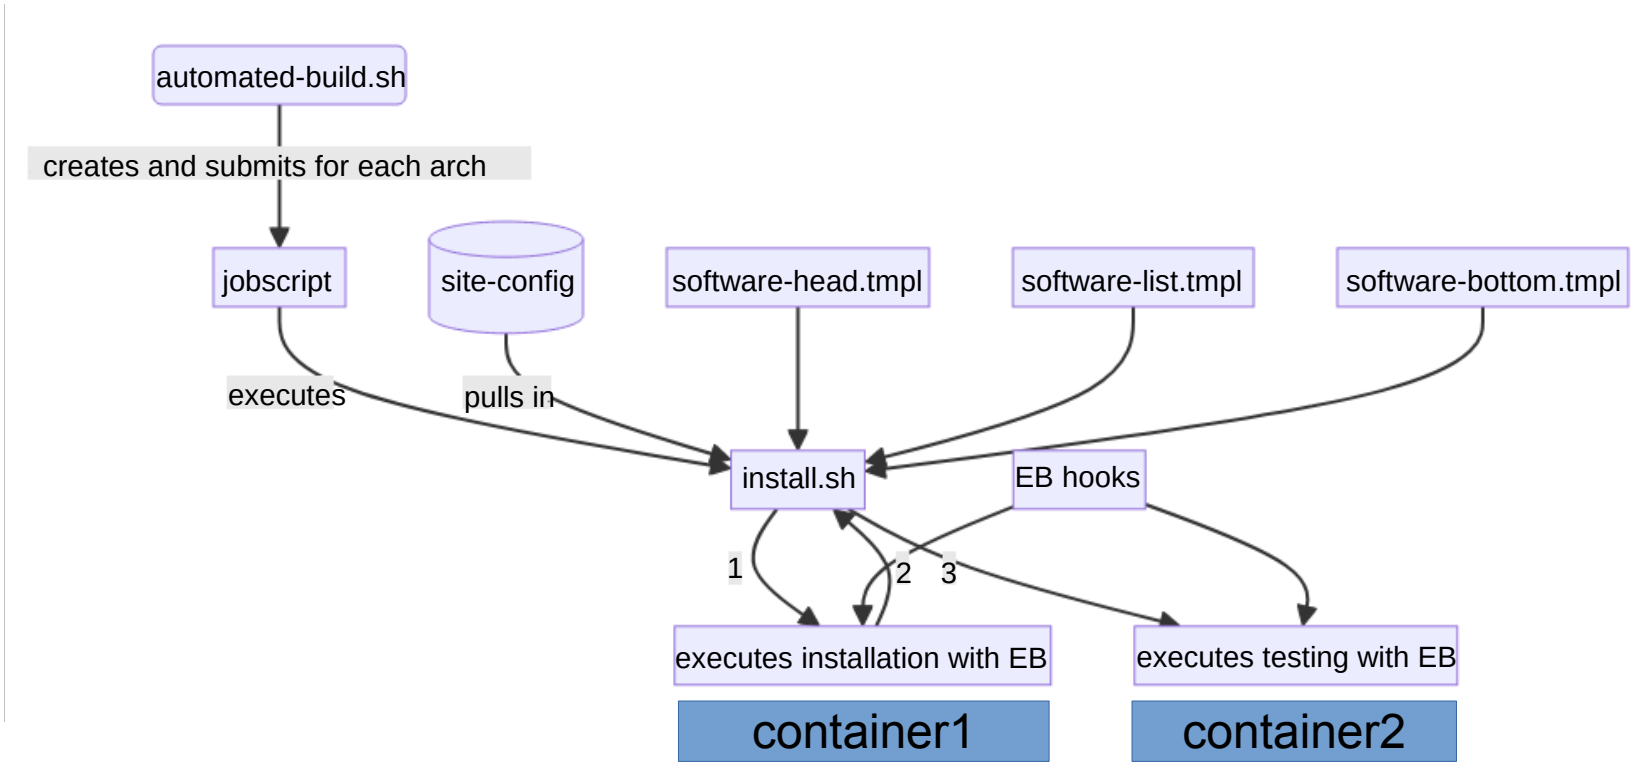 automated-build.sh
creates and submits for each arch
jobscript
site-config
software-head.tmpl
software-list.tmpl
software-bottom.tmpl
executes
pulls in
install.sh
EB hooks
1
2
3
executes installation with EB
executes testing with EB
container1
container2